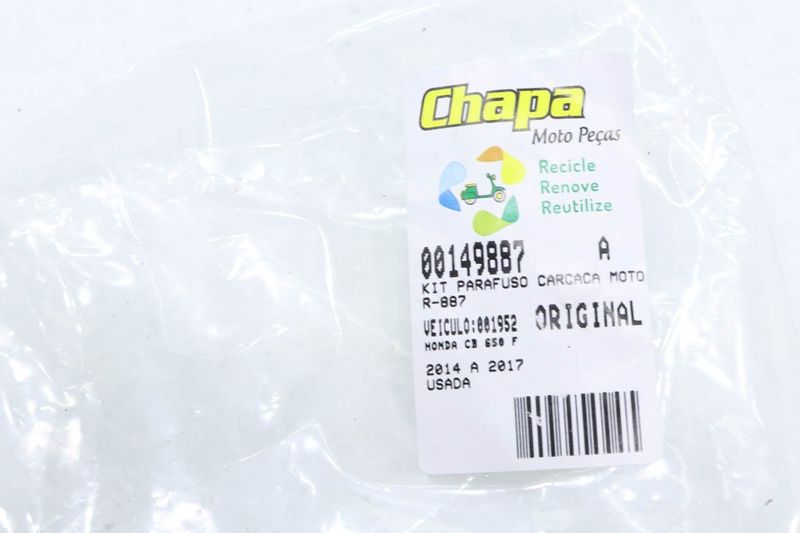 Chapa
Moto Peças
Recicle
Renove
Reutilize
00149887 A
KIT PARAFUSO CARCACA MOTO
R-887
VEICULO:001952 ORIGINAL
HONDA CB 650 F
2014 A 2017
USADA